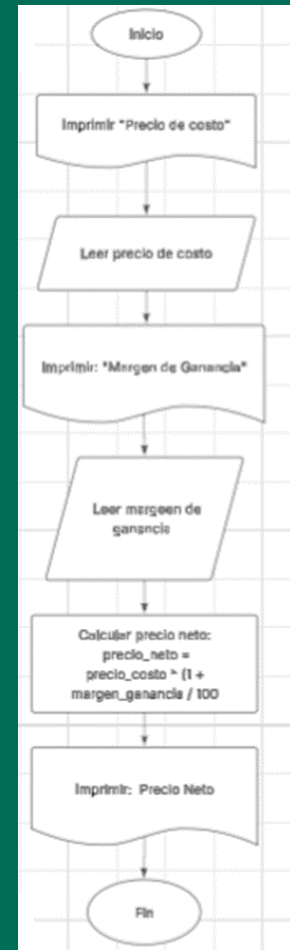 Inicio
Imprimir "Precio de costo"
Leer precio de costo
Imprimir: "Margen de Ganancia"
Leer margeen de
ganancia
Calcular precio neto:
precio_neto =
precio_costo * (1 +
margen_ganancia / 100
Imprimir: Precio Neto
Fin